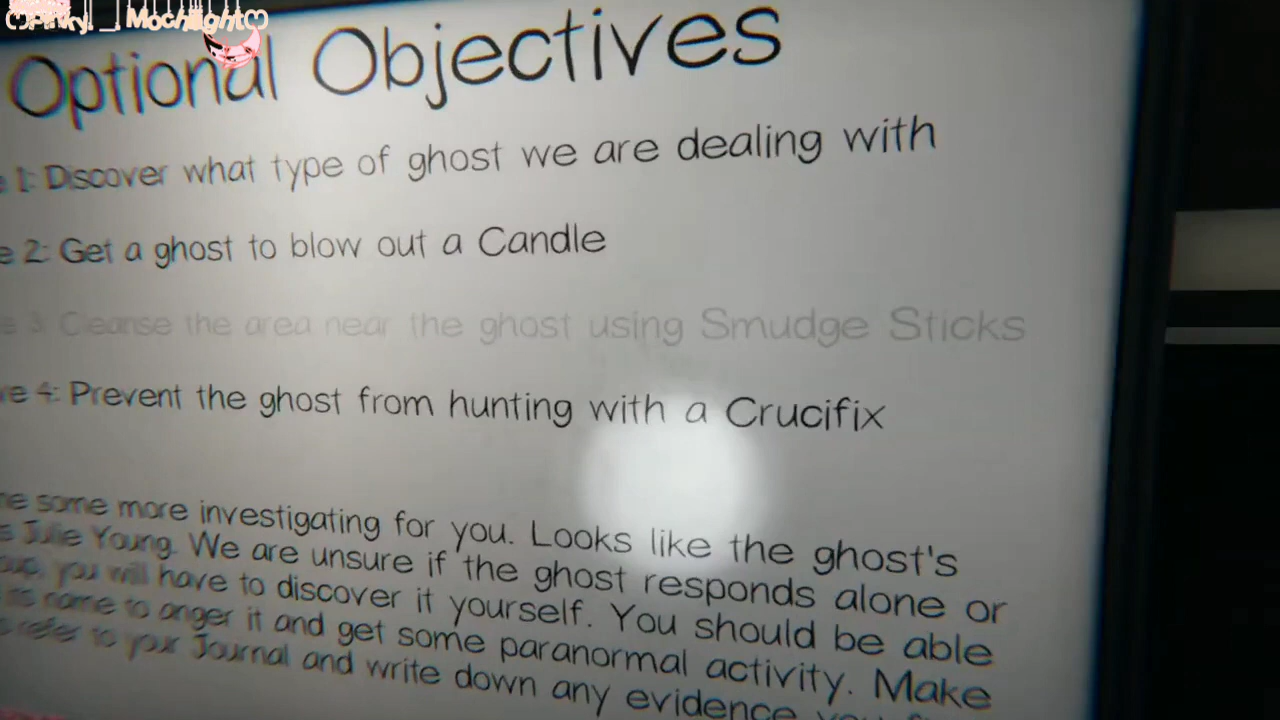 Optional Objectives
1: Discover what type of ghost we are dealing with
2: Get a ghost to blow out a Candle
3: Cleanse the area near the ghost using Smudge Sticks
4: Prevent the ghost from hunting with a Crucifix
some more investigating for you. Looks like the ghost's
Julie Young. We are unsure if the ghost responds alone or
you will have to discover it yourself. You should be able
name to anger it and get some paranormal activity. Make
refer to your Journal and write down any evidence